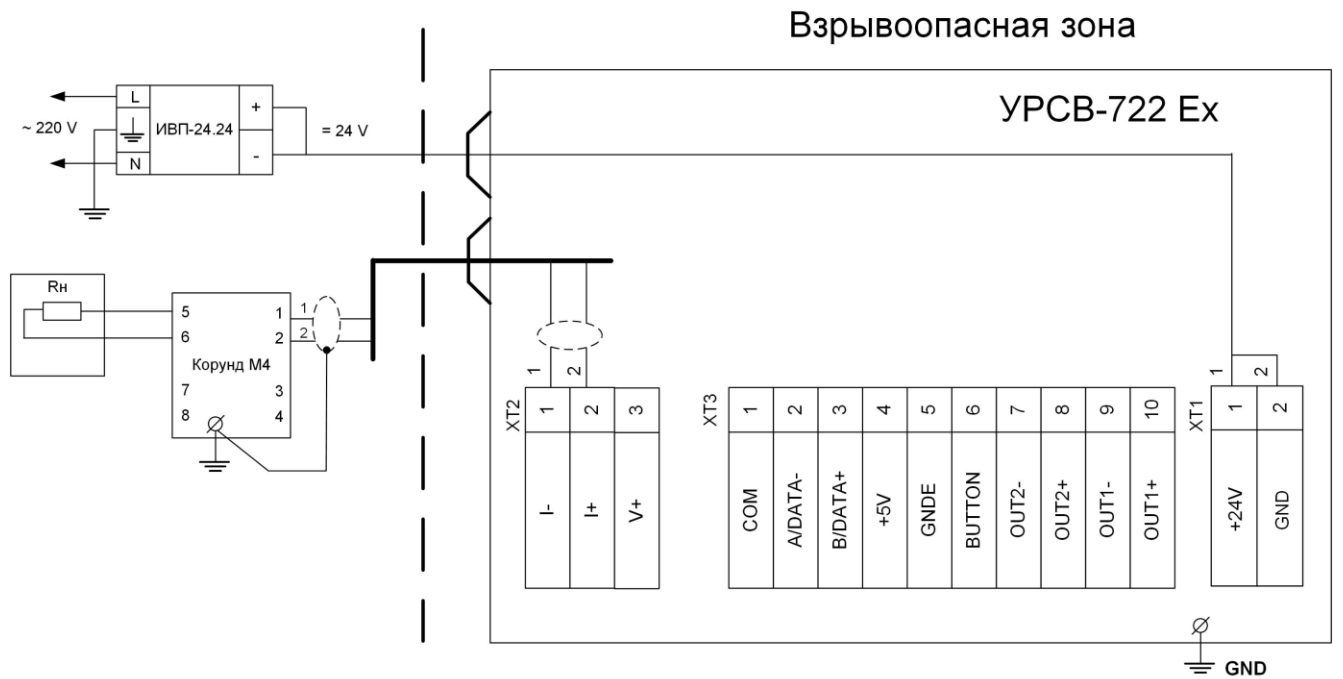 Взрывоопасная зона
УРСВ-722 Ex
L
ИВП-24.24
+
~ 220 V
= 24 V
N
-
Rн
5
1
1
6
2
2
Корунд М4
7
3
8
4
1
2
XT2
1
2
3
I-
I+
V+
XT3
1
2
3
4
5
6
7
8
9
10
COM
A/DATA-
B/DATA+
+5V
GNDE
BUTTON
OUT2-
OUT2+
OUT1-
OUT1+
1
2
XT1
1
2
+24V
GND
GND